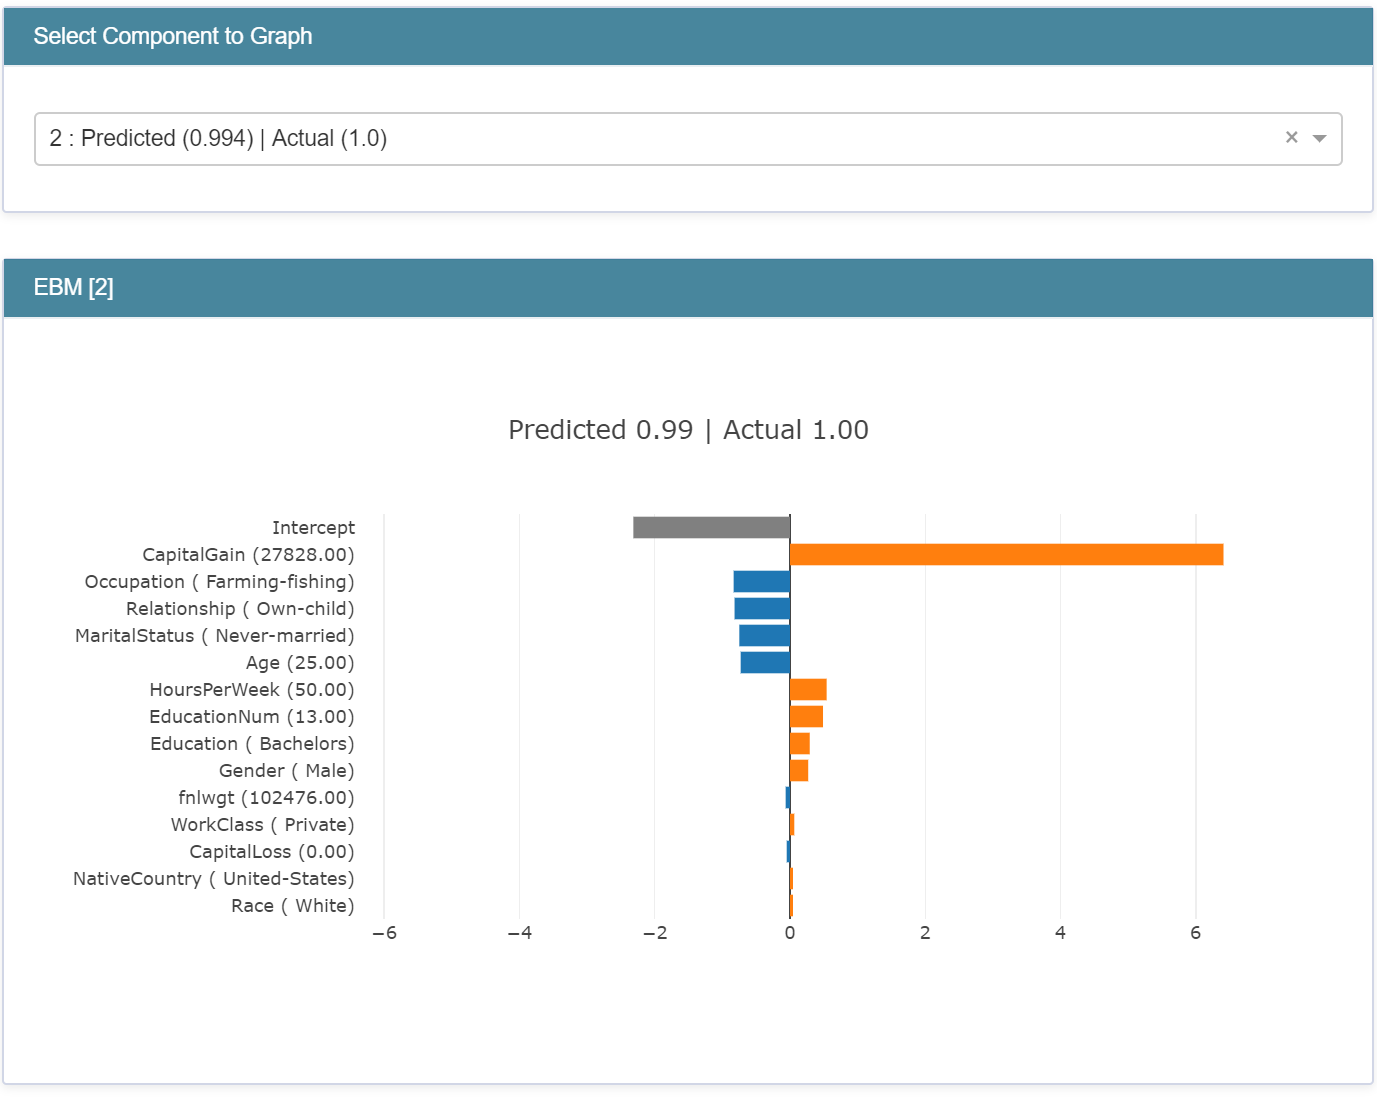 Select Component to Graph
2 : Predicted (0.994) | Actual (1.0)
EBM [2]
Predicted 0.99 | Actual 1.00
Intercept
CapitalGain (27828.00)
Occupation ( Farming-fishing)
Relationship ( Own-child)
MaritalStatus ( Never-married)
Age (25.00)
HoursPerWeek (50.00)
EducationNum (13.00)
Education ( Bachelors)
Gender ( Male)
fnlwgt (102476.00)
WorkClass ( Private)
CapitalLoss (0.00)
NativeCountry ( United-States)
Race ( White)
−6 −4 −2 0 2 4 6